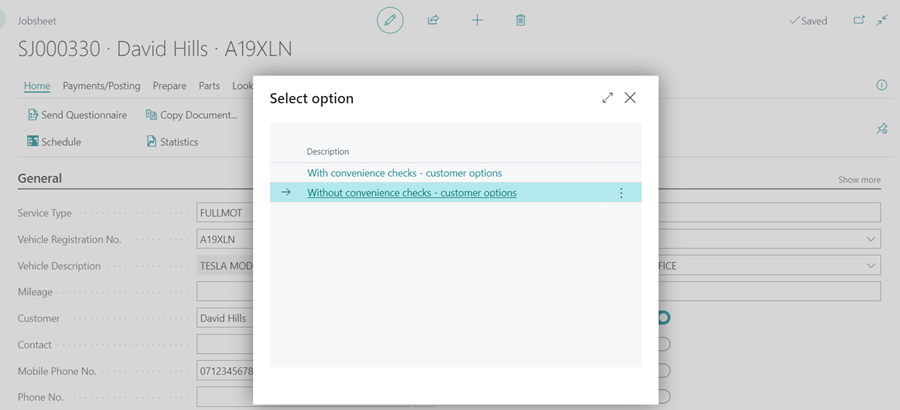 Jobsheet
Saved
SJ000330 · David Hills · A19XLN
Home Payments/Posting Prepare Parts Look
Send Questionnaire Copy Document...
Schedule Statistics
General Show more
Service Type FULLMOT
Vehicle Registration No. A19XLN
Vehicle Description TESLA MOD
Mileage
Customer David Hills
Contact
Mobile Phone No. 071234567
Phone No.
Select option
Description
With convenience checks - customer options
Without convenience checks - customer options